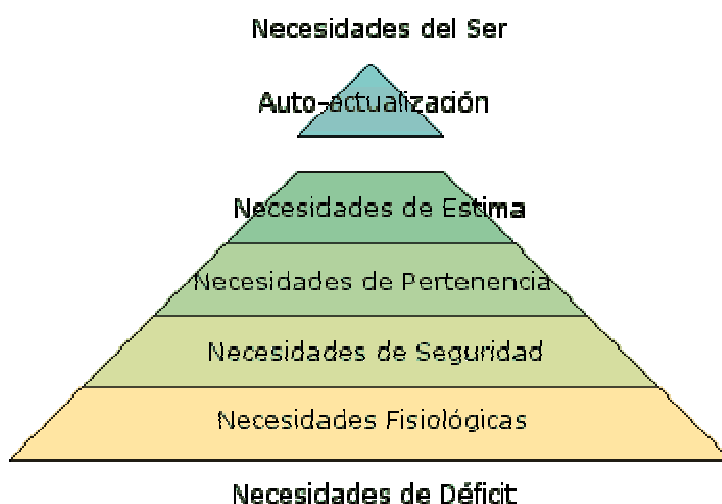 Necesidades del Ser
Auto-actualización
Necesidades de Estima
Necesidades de Pertenencia
Necesidades de Seguridad
Necesidades Fisiológicas
Necesidades de Déficit